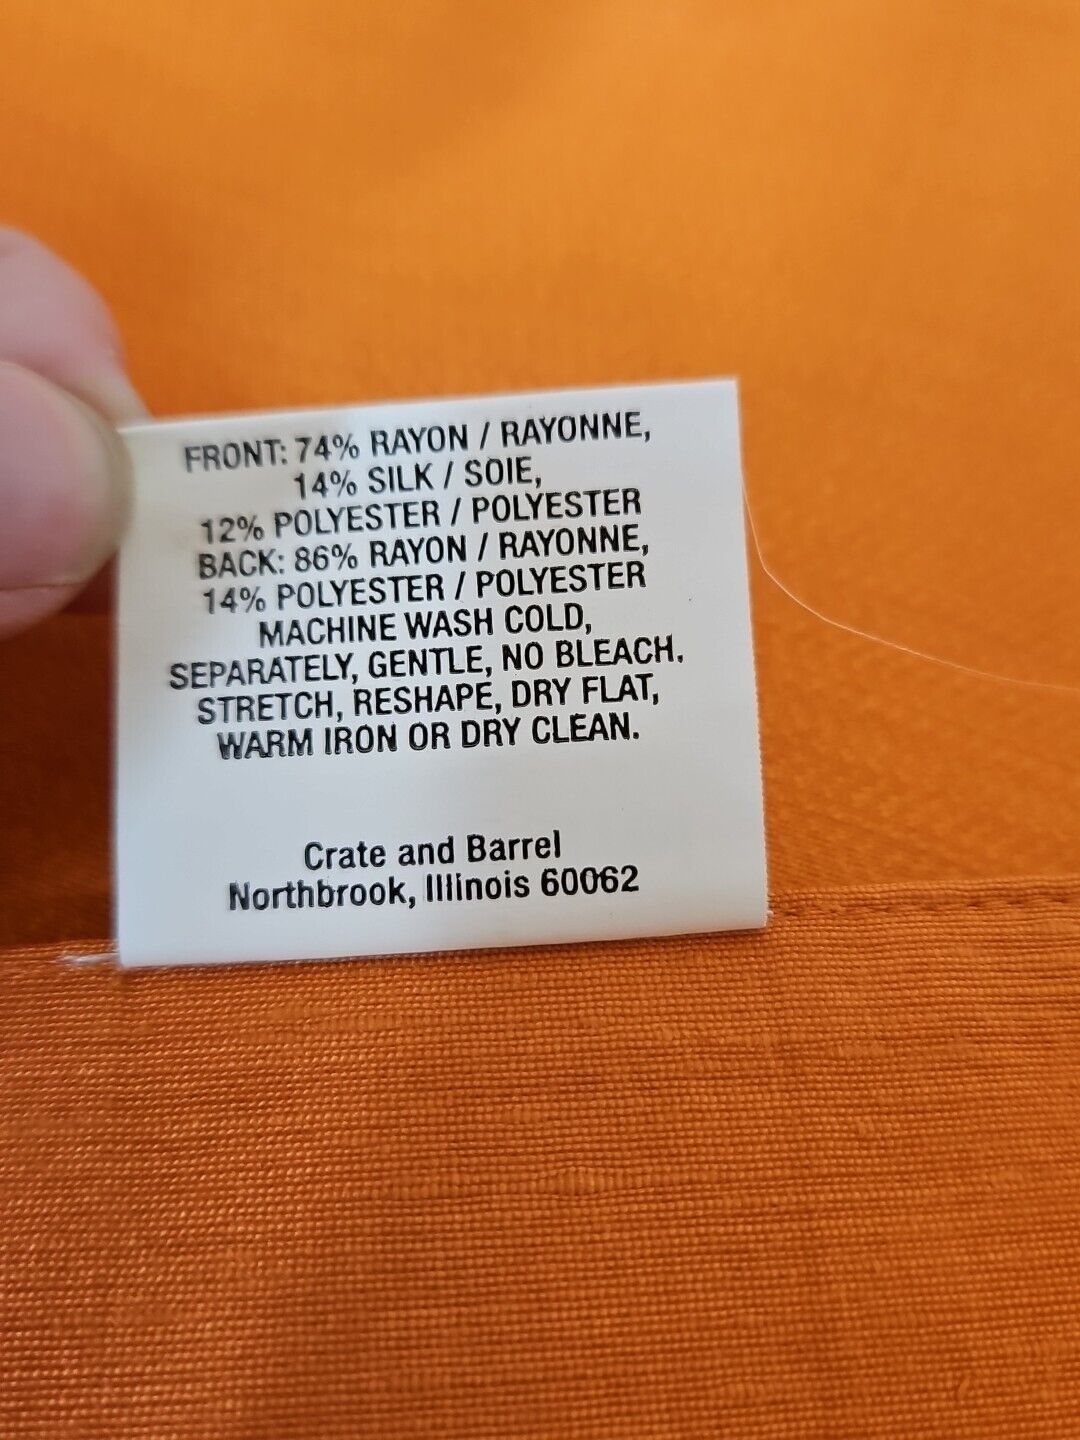 FRONT: 74% RAYON / RAYONNE,
14% SILK / SOIE,
12% POLYESTER / POLYESTER
BACK: 86% RAYON / RAYONNE,
14% POLYESTER / POLYESTER
MACHINE WASH COLD,
SEPARATELY, GENTLE, NO BLEACH.
STRETCH, RESHAPE, DRY FLAT,
WARM IRON OR DRY CLEAN.
Crate and Barrel
Northbrook, Illinois 60062